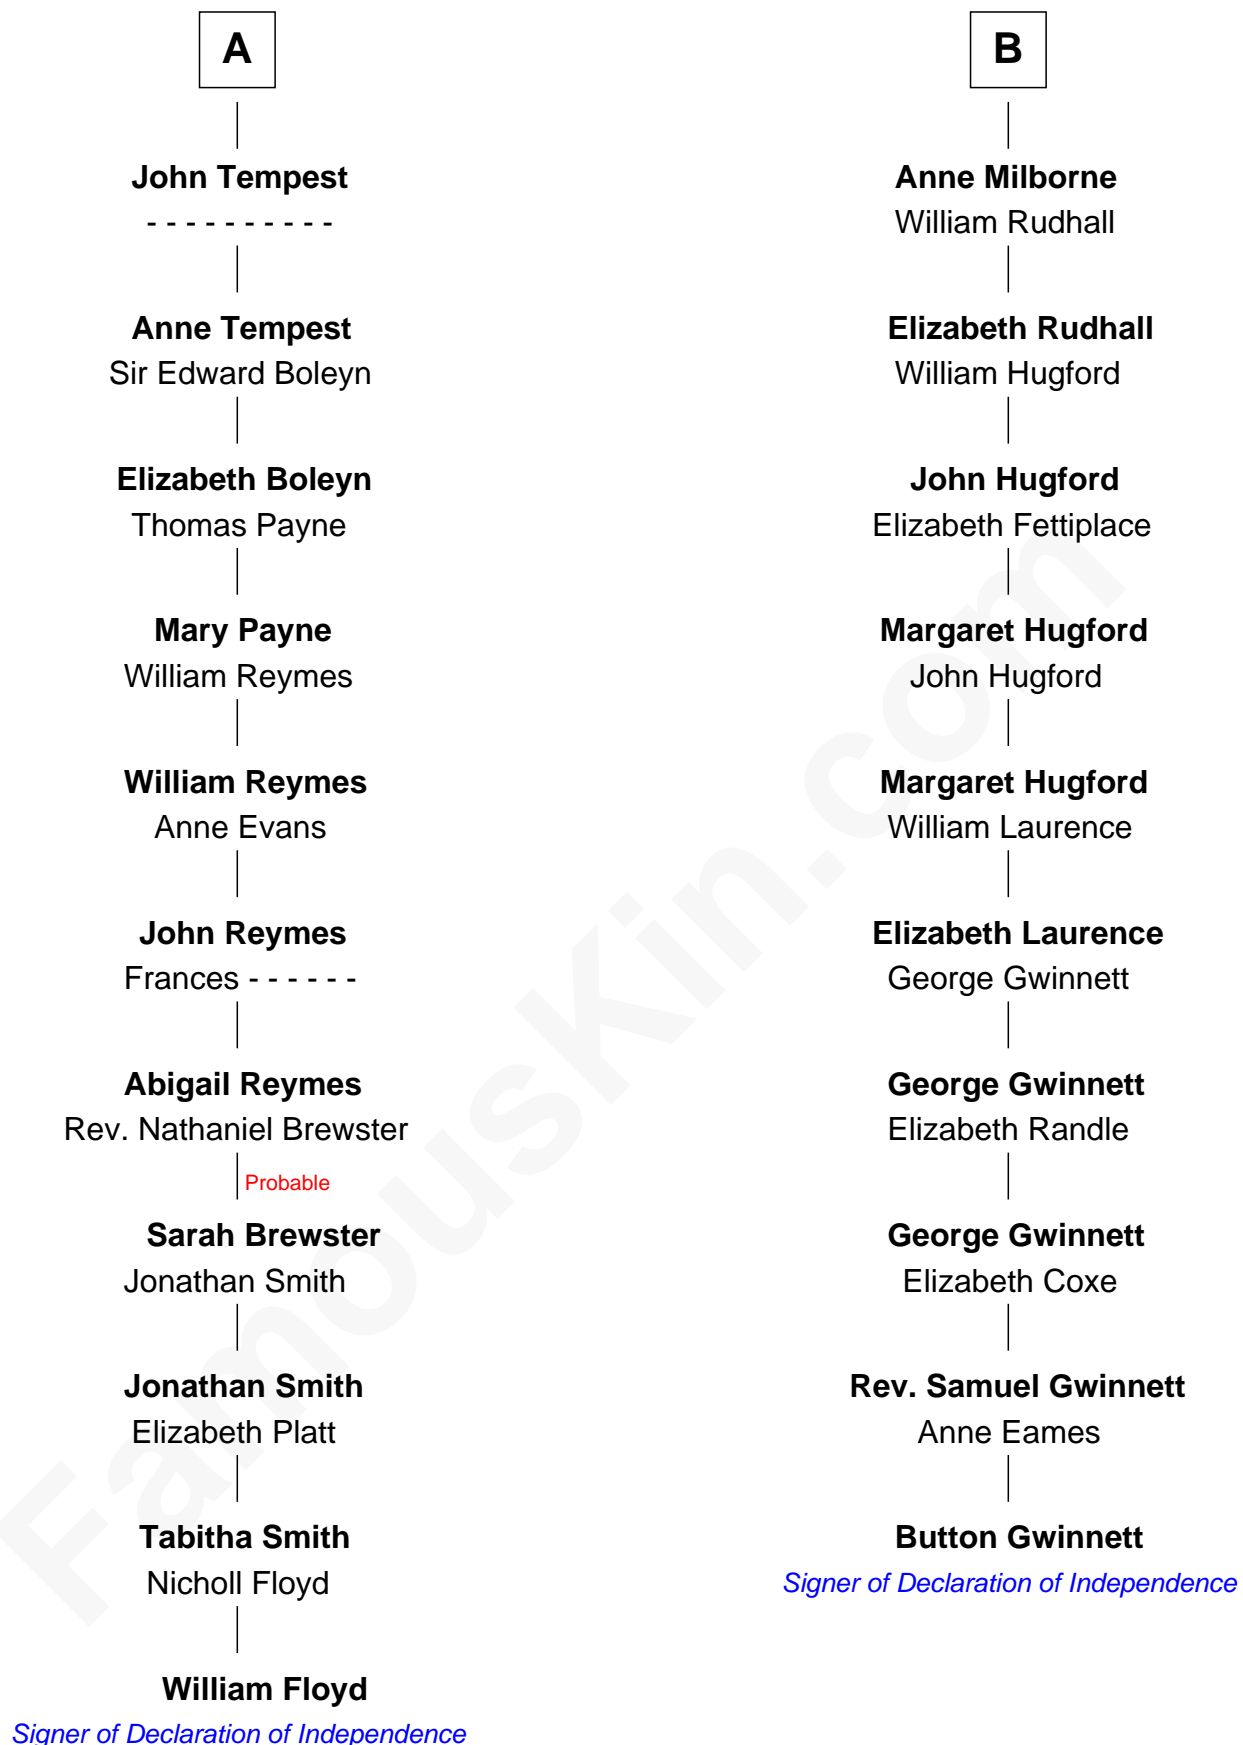 A
John Tempest
- - - - - - - - - -
Anne Tempest
Sir Edward Boleyn
Elizabeth Boleyn
Thomas Payne
Mary Payne
William Reymes
William Reymes
Anne Evans
John Reymes
Frances - - - - - -
Abigail Reymes
Rev. Nathaniel Brewster
Probable
Sarah Brewster
Jonathan Smith
Jonathan Smith
Elizabeth Platt
Tabitha Smith
Nicholl Floyd
William Floyd
Signer of Declaration of Independence
B
Anne Milborne
William Rudhall
Elizabeth Rudhall
William Hugford
John Hugford
Elizabeth Fettiplace
Margaret Hugford
John Hugford
Margaret Hugford
William Laurence
Elizabeth Laurence
George Gwinnett
George Gwinnett
Elizabeth Randle
George Gwinnett
Elizabeth Coxe
Rev. Samuel Gwinnett
Anne Eames
Button Gwinnett
Signer of Declaration of Independence
FamousKin.com